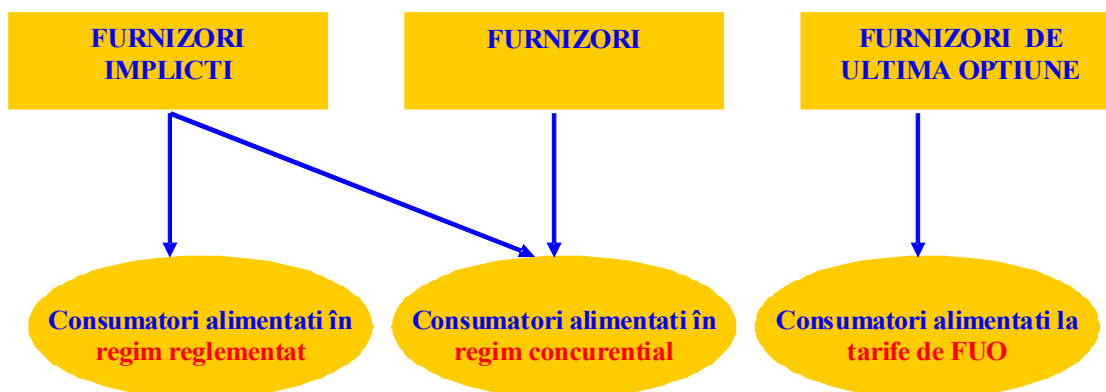 FURNIZORI
IMPLICTI
FURNIZORI
FURNIZORI DE
ULTIMA OPTIUNE
Consumatori alimentati în
regim reglementat
Consumatori alimentati în
regim concurential
Consumatori alimentati la
tarife de FUO